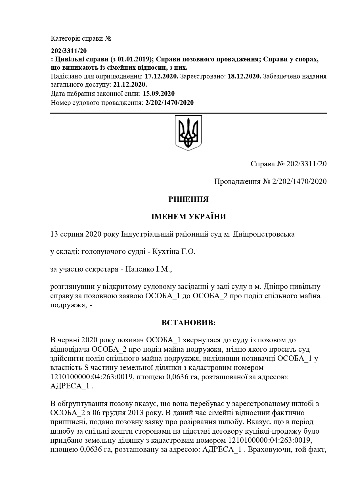 Категорія справи №
202/3311/20
: Цивільні справи (з 01.01.2019); Справи позовного провадження; Справи у спорах,
що виникають із сімейних відносин, з них.
Надіслано для оприлюднення: 17.12.2020. Зареєстровано: 18.12.2020. Забезпечено надання
загального доступу: 21.12.2020.
Дата набрання законної сили: 15.09.2020
Номер судового провадження: 2/202/1470/2020
Справа № 202/3311/20
Провадження № 2/202/1470/2020
РІШЕННЯ
ІМЕНЕМ УКРАЇНИ
13 серпня 2020 року Індустріальний районний суд м. Дніпропетровська
у складі: головуючого судді - Кухтіна Г.О.
за участю секретаря - Паценко І.М.,
розглянувши у відкритому судовому засіданні у залі суду в м. Дніпро цивільну
справу за позовною заявою ОСОБА_1 до ОСОБА_2 про поділ спільного майна
подружжя, -
ВСТАНОВИВ:
В червні 2020 року позивач ОСОБА_1 звернулася до суду із позовом до
відповідача ОСОБА_2 про поділ майна подружжя, згідно якого просить суд
здійснити поділ спільного майна подружжя, виділивши позивачці ОСОБА_1 у
власність Ѕ частину земельної ділянки з кадастровим номером
1210100000:04:263:0019, площею 0,0636 га, розташованої за адресою:
АДРЕСА_1 .
В обґрунтування позову вказує, що вона перебуває у зареєстрованому шлюбі з
ОСОБА_2 з 06 грудня 2013 року. В даний час сімейні відносини фактично
припинені, подано позовну заяву про розірвання шлюбу. Вказує, що в період
шлюбу за спільні кошти сторонами на підставі договору купівлі-продажу було
придбано земельну ділянку з кадастровим номером 1210100000:04:263:0019,
площею 0,0636 га, розташовану за адресою: АДРЕСА_1 . Враховуючи, той факт,